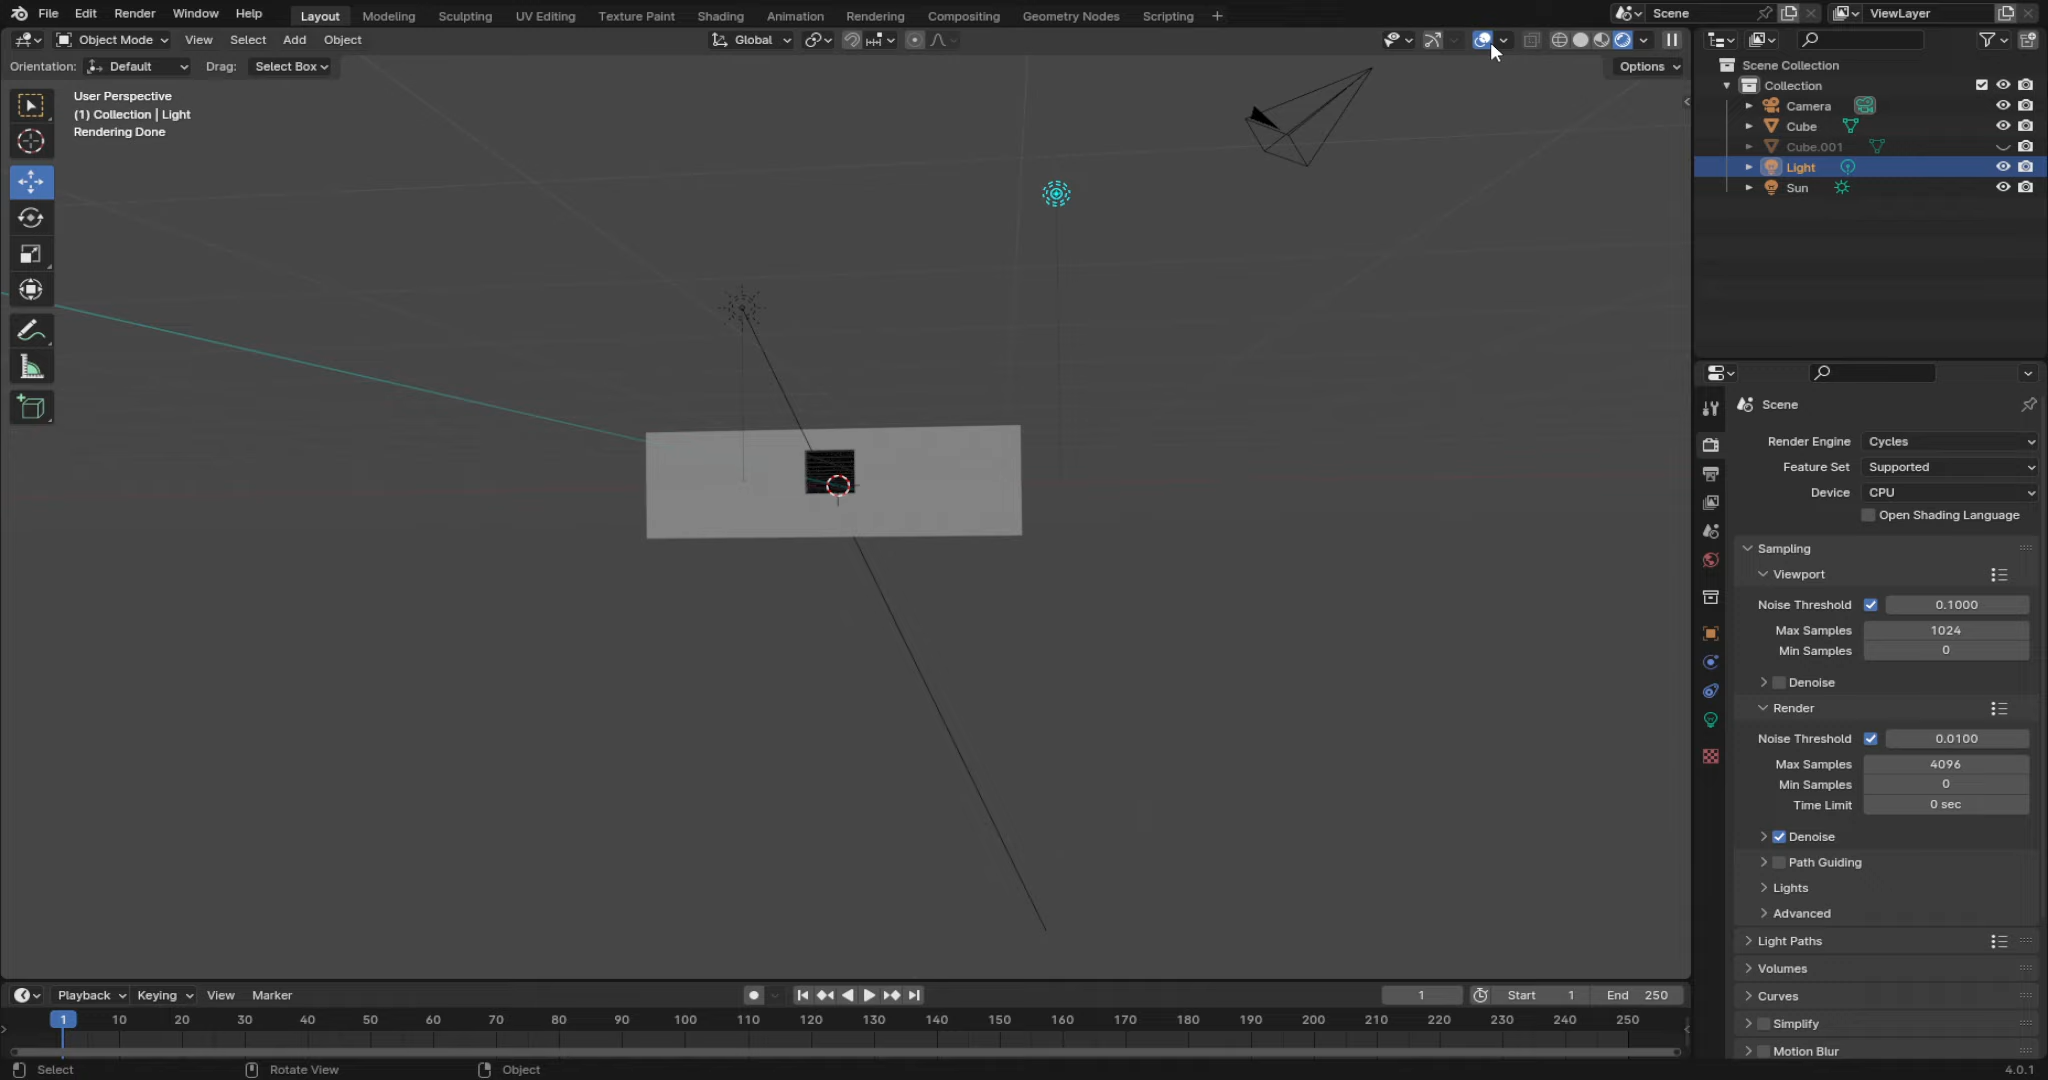 File Edit Render Window Help Layout Modeling Sculpting UV Editing Texture Paint Shading Animation Rendering Compositing Geometry Nodes Scripting + Scene ViewLayer
Object Mode View Select Add Object Global
Orientation: Default Drag: Select Box Options
User Perspective
(1) Collection | Light
Rendering Done
Scene Collection
Collection
Camera
Cube
Cube.001
Light
Sun
Scene
Render Engine Cycles
Feature Set Supported
Device CPU
Open Shading Language
Sampling
Viewport
Noise Threshold 0.1000
Max Samples 1024
Min Samples 0
Denoise
Render
Noise Threshold 0.0100
Max Samples 4096
Min Samples 0
Time Limit 0 sec
Denoise
Path Guiding
Lights
Advanced
Light Paths
Volumes
Curves
Simplify
Motion Blur
Playback Keying View Marker 1 Start 1 End 250
1 10 20 30 40 50 60 70 80 90 100 110 120 130 140 150 160 170 180 190 200 210 220 230 240 250
Select Rotate View Object 4.0.1